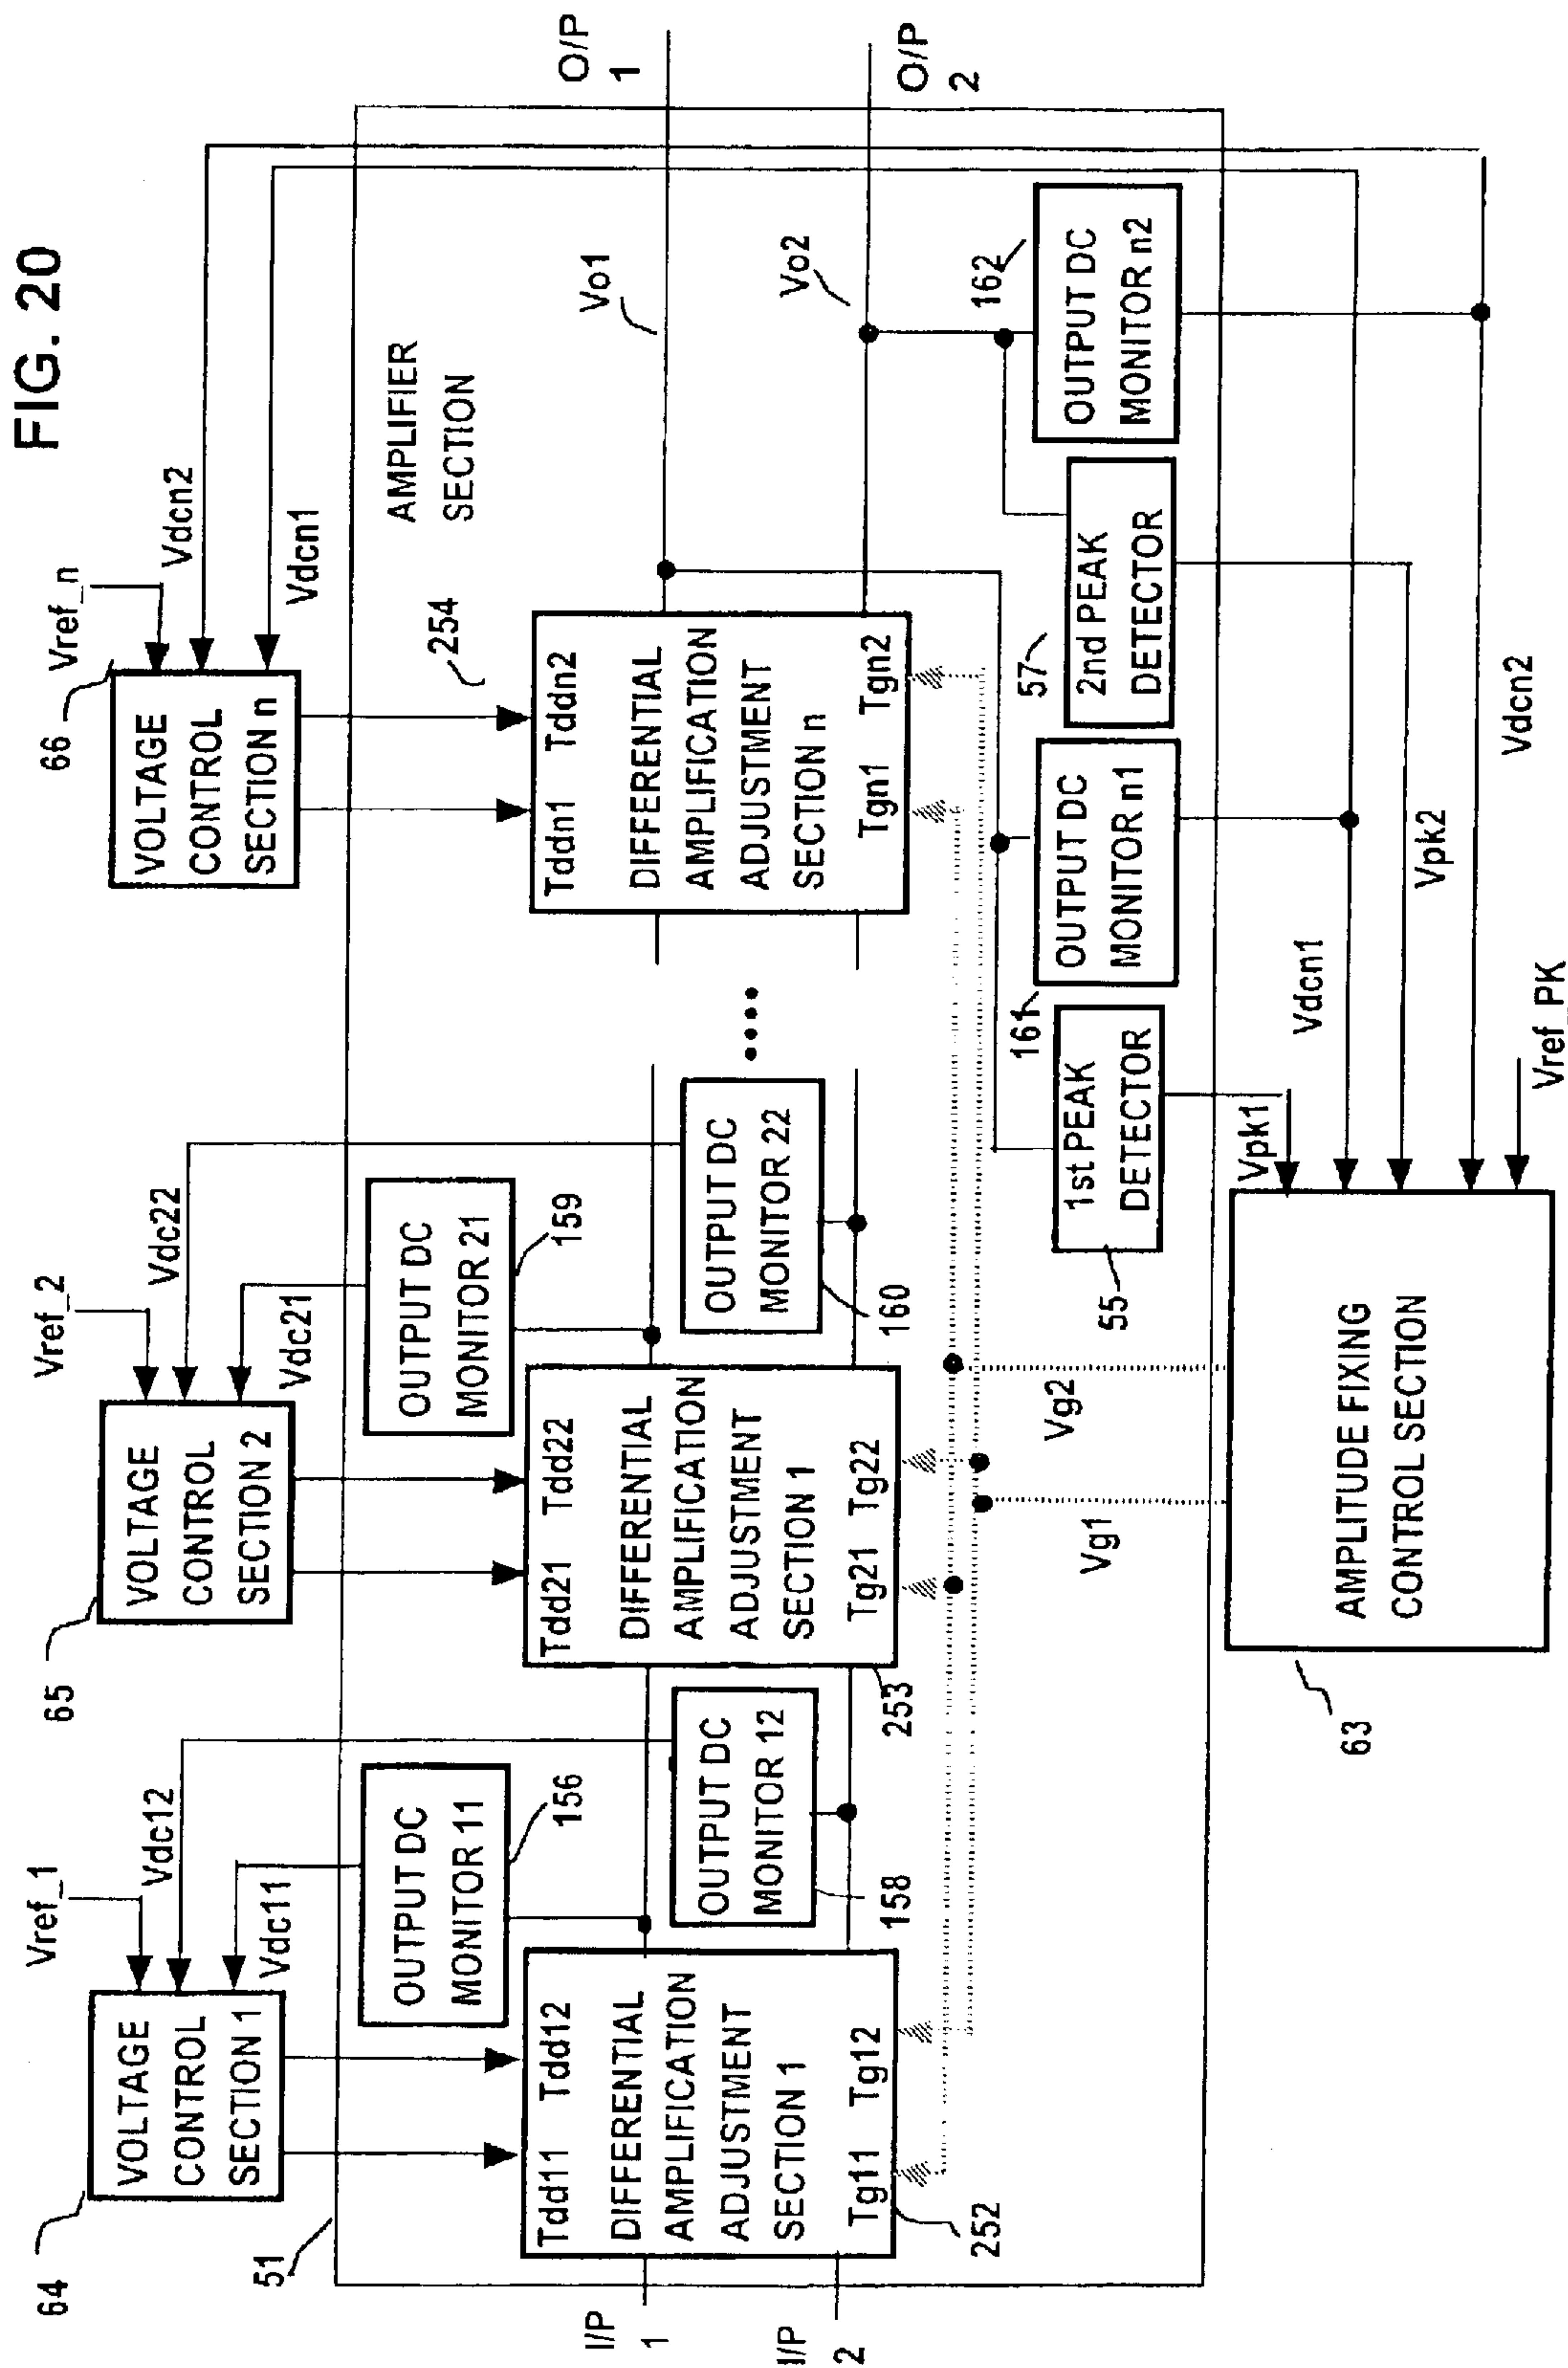 FIG. 20
Vref_1
Vdc12
Vdc11
64
VOLTAGE
CONTROL
SECTION 1
Vref_2
Vdc22
Vdc21
65
VOLTAGE
CONTROL
SECTION 2
Vref_n
Vdcn2
Vdcn1
66
VOLTAGE
CONTROL
SECTION n
51
AMPLIFIER
SECTION
OUTPUT DC
MONITOR 11
156
OUTPUT DC
MONITOR 12
158
OUTPUT DC
MONITOR 21
159
OUTPUT DC
MONITOR 22
160
I/P
1
I/P
2
Tdd11 Tdd12
DIFFERENTIAL
AMPLIFICATION
ADJUSTMENT
SECTION 1
Tg11 Tg12
252
Tdd21 Tdd22
DIFFERENTIAL
AMPLIFICATION
ADJUSTMENT
SECTION 1
Tg21 Tg22
253
....
254
Tddn1 Tddn2
DIFFERENTIAL
AMPLIFICATION
ADJUSTMENT
SECTION n
Tgn1 Tgn2
Vo1
Vo2
O/P
1
O/P
2
Vg1
Vg2
55
1st PEAK
DETECTOR
161
OUTPUT DC
MONITOR n1
57
2nd PEAK
DETECTOR
162
OUTPUT DC
MONITOR n2
Vpk1
Vdcn1
Vpk2
Vdcn2
Vref_PK
63
AMPLITUDE FIXING
CONTROL SECTION